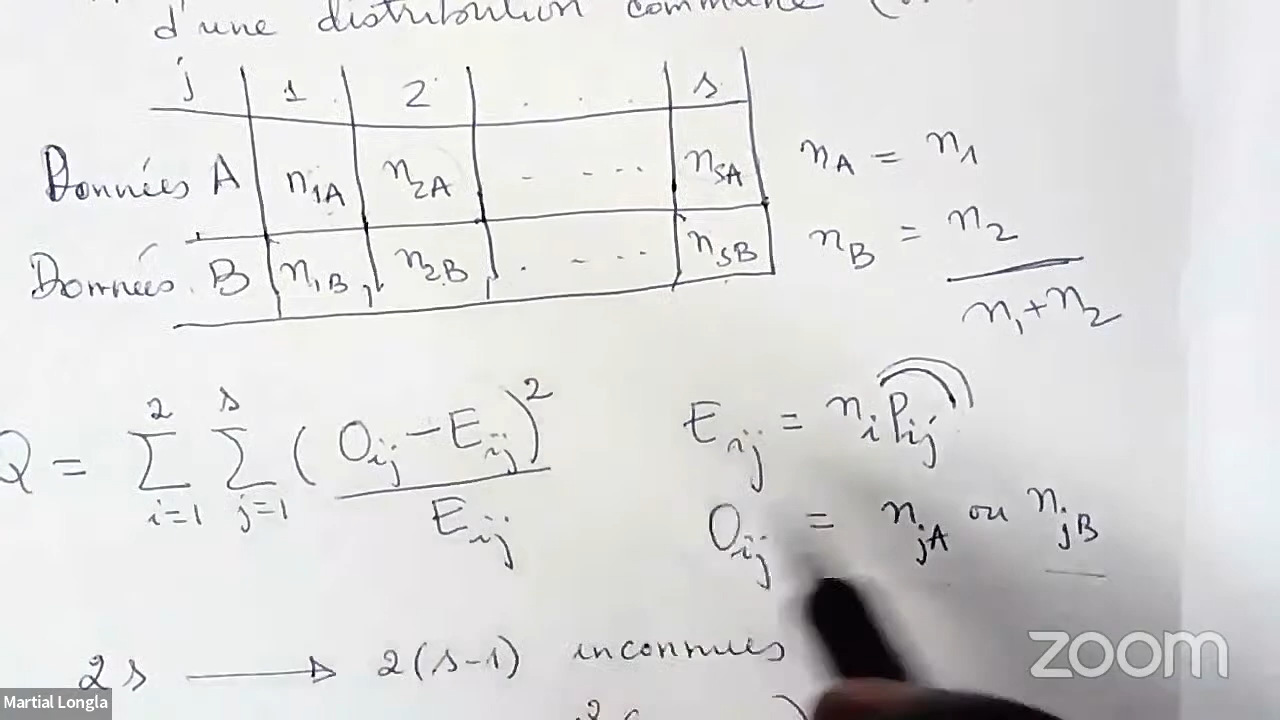 d'une distribution commune (
j 1 2 . . . s
Données A n1A n2A - - ... nsA nA = n1
Données B n1B n2B . - ... nsB nB = n2
n1+n2
Q = 2∑i=1 s∑j=1 (Oij - Eij)² / Eij Eij = ni Pij
Oij = njA ou njB
2s → 2(s-1) inconnues
zoom
Martial Longla